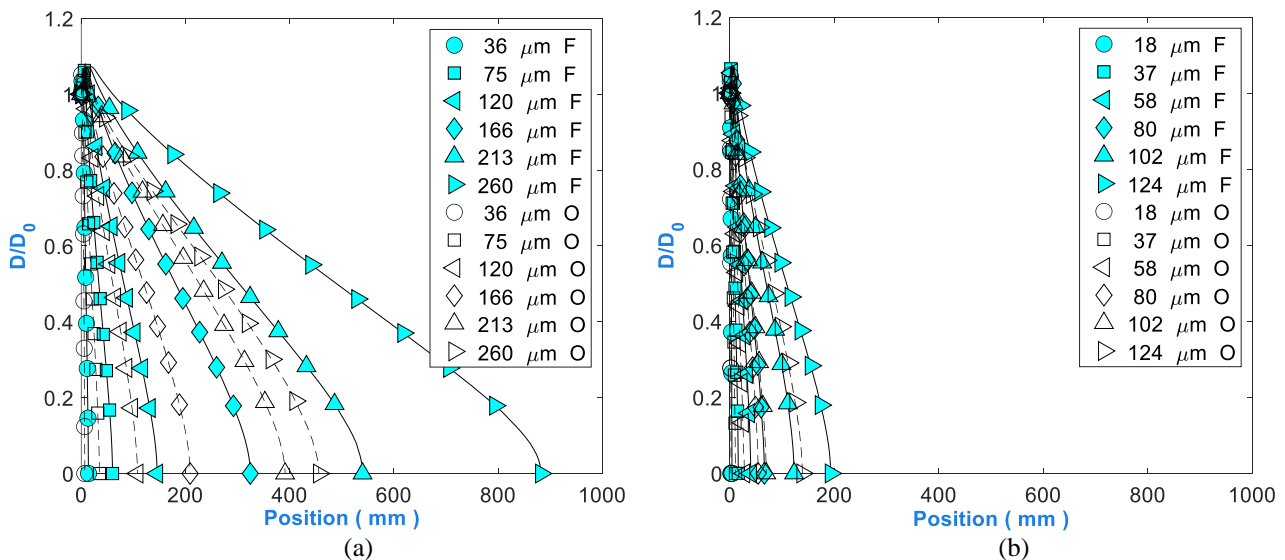 1.2
1
0.8
0.6
0.4
0.2
0
D/D0
0 200 400 600 800 1000
Position ( mm )
(a)
36 μm F
75 μm F
120 μm F
166 μm F
213 μm F
260 μm F
36 μm O
75 μm O
120 μm O
166 μm O
213 μm O
260 μm O
1.2
1
0.8
0.6
0.4
0.2
0
D/D0
0 200 400 600 800 1000
Position ( mm )
(b)
18 μm F
37 μm F
58 μm F
80 μm F
102 μm F
124 μm F
18 μm O
37 μm O
58 μm O
80 μm O
102 μm O
124 μm O